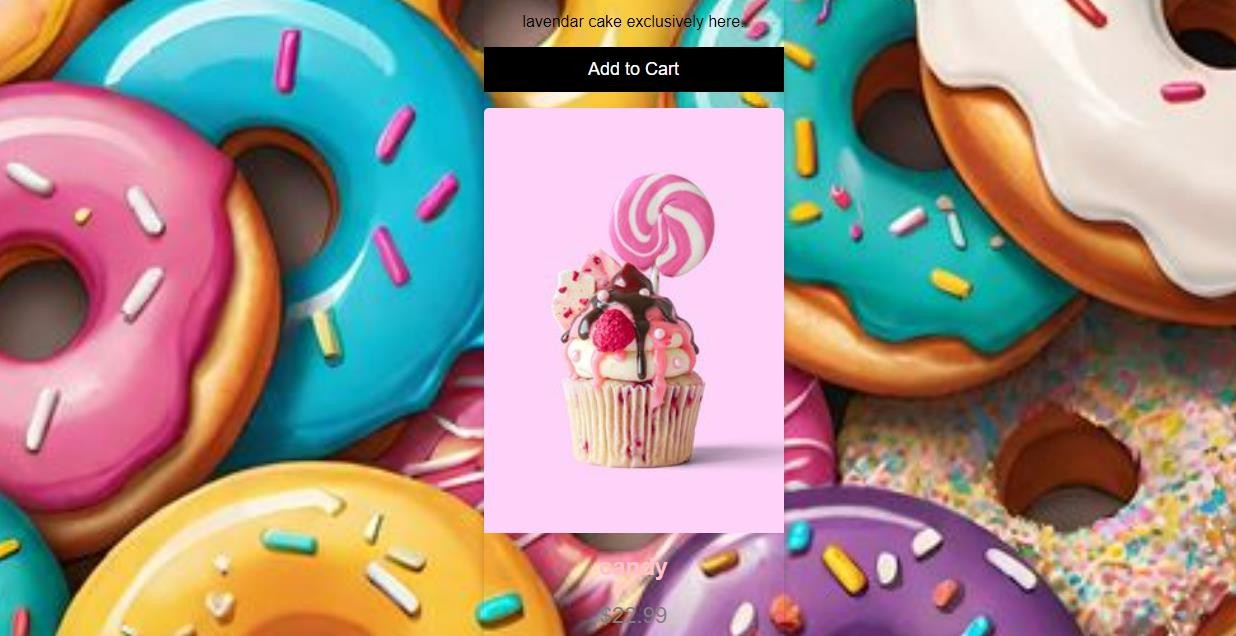 lavendar cake exclusively here.
Add to Cart
candy
$22.99